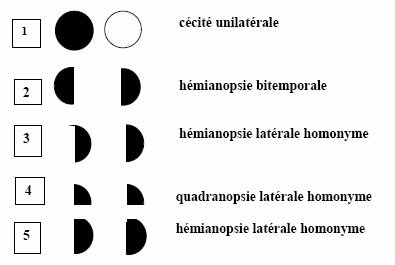 1 cécité unilatérale
2 hémianopsie bitemporale
3 hémianopsie latérale homonyme
4 quadranopsie latérale homonyme
5 hémianopsie latérale homonyme